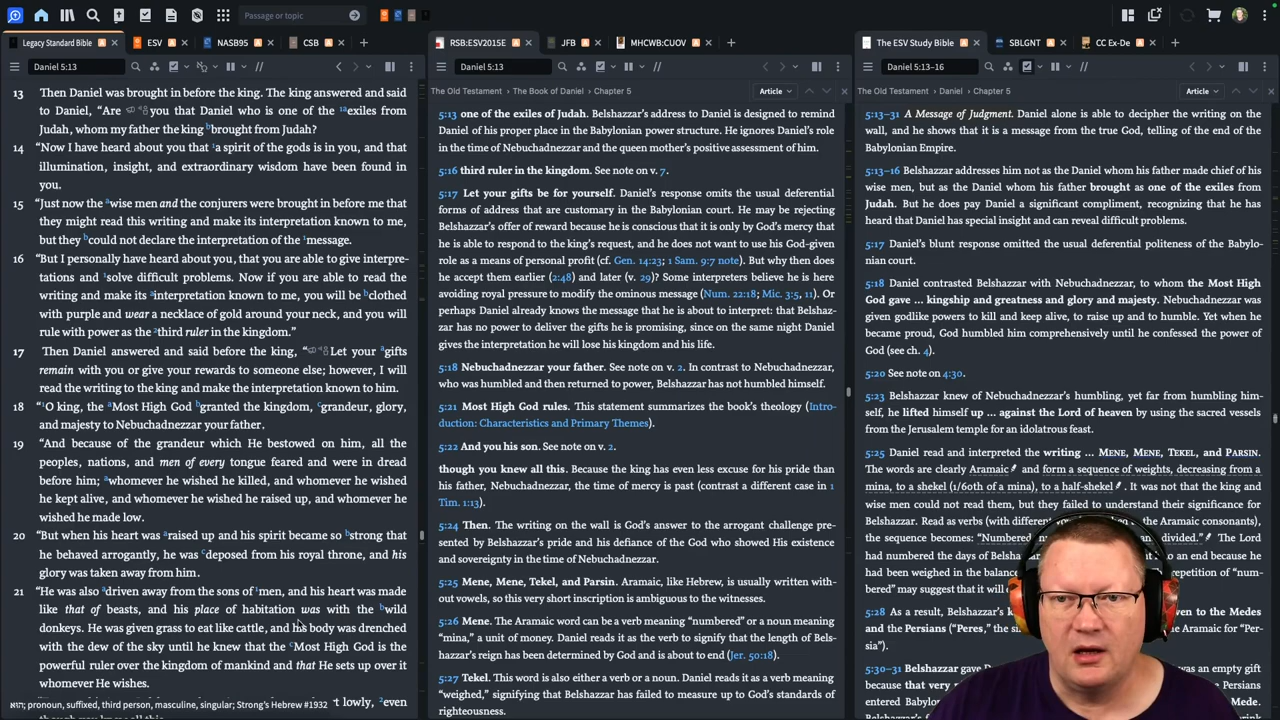 Passage or topic
Legacy Standard Bible
ESV
NASB95
CSB
Daniel 5:13
13 Then Daniel was brought in before the king. The king answered and said
to Daniel, "Are you that Daniel who is one of the 1aexiles from
Judah, whom my father the king bbrought from Judah?
14 "Now I have heard about you that 1a spirit of the gods is in you, and that
illumination, insight, and extraordinary wisdom have been found in
you.
15 "Just now the awise men and the conjurers were brought in before me that
they might read this writing and make its interpretation known to me,
but they bcould not declare the interpretation of the 1message.
16 "But I personally have heard about you, that you are able to give interpre-
tations and 1solve difficult problems. Now if you are able to read the
writing and make its ainterpretation known to me, you will be bclothed
with purple and wear a necklace of gold around your neck, and you will
rule with power as the 2third ruler in the kingdom."
17 Then Daniel answered and said before the king, "Let your agifts
remain with you or give your rewards to someone else; however, I will
read the writing to the king and make the interpretation known to him.
18 "1O king, the aMost High God bgranted the kingdom, cgrandeur, glory,
and majesty to Nebuchadnezzar your father.
19 "And because of the grandeur which He bestowed on him, all the
peoples, nations, and men of every tongue feared and were in dread
before him; awhomever he wished he killed, and whomever he wished
he kept alive, and whomever he wished he raised up, and whomever he
wished he made low.
20 "But when his heart was araised up and his spirit became so bstrong that
he behaved arrogantly, he was cdeposed from his royal throne, and his
glory was taken away from him.
21 "He was also adriven away from the sons of 1men, and his heart was made
like that of beasts, and his place of habitation was with the bwild
donkeys. He was given grass to eat like cattle, and his body was drenched
with the dew of the sky until he knew that the cMost High God is the
powerful ruler over the kingdom of mankind and that He sets up over it
whomever He wishes.
pronoun, suffixed, third person, masculine, singular; Strong's Hebrew #1932
t lowly, 2even
RSB:ESV2015E
JFB
MHCWB:CUOV
Daniel 5:13
The Old Testament > The Book of Daniel > Chapter 5
Article
5:13 one of the exiles of Judah. Belshazzar's address to Daniel is designed to remind
Daniel of his proper place in the Babylonian power structure. He ignores Daniel's role
in the time of Nebuchadnezzar and the queen mother's positive assessment of him.
5:16 third ruler in the kingdom. See note on v. 7.
5:17 Let your gifts be for yourself. Daniel's response omits the usual deferential
forms of address that are customary in the Babylonian court. He may be rejecting
Belshazzar's offer of reward because he is conscious that it is only by God's mercy that
he is able to respond to the king's request, and he does not want to use his God-given
role as a means of personal profit (cf. Gen. 14:23; 1 Sam. 9:7 note). But why then does
he accept them earlier (2:48) and later (v. 29)? Some interpreters believe he is here
avoiding royal pressure to modify the ominous message (Num. 22:18; Mic. 3:5, 11). Or
perhaps Daniel already knows the message that he is about to interpret: that Belshaz-
zar has no power to deliver the gifts he is promising, since on the same night Daniel
gives the interpretation he will lose his kingdom and his life.
5:18 Nebuchadnezzar your father. See note on v. 2. In contrast to Nebuchadnezzar,
who was humbled and then returned to power, Belshazzar has not humbled himself.
5:21 Most High God rules. This statement summarizes the book's theology (Intro-
duction: Characteristics and Primary Themes).
5:22 And you his son. See note on v. 2.
though you knew all this. Because the king has even less excuse for his pride than
his father, Nebuchadnezzar, the time of mercy is past (contrast a different case in 1
Tim. 1:13).
5:24 Then. The writing on the wall is God's answer to the arrogant challenge pre-
sented by Belshazzar's pride and his defiance of the God who showed His existence
and sovereignty in the time of Nebuchadnezzar.
5:25 Mene, Mene, Tekel, and Parsin. Aramaic, like Hebrew, is usually written with-
out vowels, so this very short inscription is ambiguous to the witnesses.
5:26 Mene. The Aramaic word can be a verb meaning "numbered" or a noun meaning
"mina," a unit of money. Daniel reads it as the verb to signify that the length of Bels-
hazzar's reign has been determined by God and is about to end (Jer. 50:18).
5:27 Tekel. This word is also either a verb or a noun. Daniel reads it as a verb meaning
"weighed," signifying that Belshazzar has failed to measure up to God's standards of
righteousness.
The ESV Study Bible
SBLGNT
CC Ex-De
Daniel 5:13–16
The Old Testament > Daniel > Chapter 5
Article
5:13–31 A Message of Judgment. Daniel alone is able to decipher the writing on the
wall, and he shows that it is a message from the true God, telling of the end of the
Babylonian Empire.
5:13–16 Belshazzar addresses him not as the Daniel whom his father made chief of his
wise men, but as the Daniel whom his father brought as one of the exiles from
Judah. But he does pay Daniel a significant compliment, recognizing that he has
heard that Daniel has special insight and can reveal difficult problems.
5:17 Daniel's blunt response omitted the usual deferential politeness of the Babylo-
nian court.
5:18 Daniel contrasted Belshazzar with Nebuchadnezzar, to whom the Most High
God gave ... kingship and greatness and glory and majesty. Nebuchadnezzar was
given godlike powers to kill and keep alive, to raise up and to humble. Yet when he
became proud, God humbled him comprehensively until he confessed the power of
God (see ch. 4).
5:20 See note on 4:30.
5:23 Belshazzar knew of Nebuchadnezzar's humbling, yet far from humbling him-
self, he lifted himself up ... against the Lord of heaven by using the sacred vessels
from the Jerusalem temple for an idolatrous feast.
5:25 Daniel read and interpreted the writing ... MENE, MENE, TEKEL, and PARSIN.
The words are clearly Aramaic and form a sequence of weights, decreasing from a
mina, to a shekel (1/60th of a mina), to a half-shekel. It was not that the king and
wise men could not read them, but they failed to understand their significance for
Belshazzar. Read as verbs (with different vo Aramaic consonants),
the sequence becomes: "Numbered divided." The Lord
had numbered the days of Belshaz to an end because he
had been weighed in the balance repetition of "num-
bered" may suggest that it will
5:28 As a result, Belshazzar's k ven to the Medes
and the Persians ("Peres," the s Aramaic for "Per-
sia").
5:30–31 Belshazzar gave D was an empty gift
because that very
entered Babylon Mede.